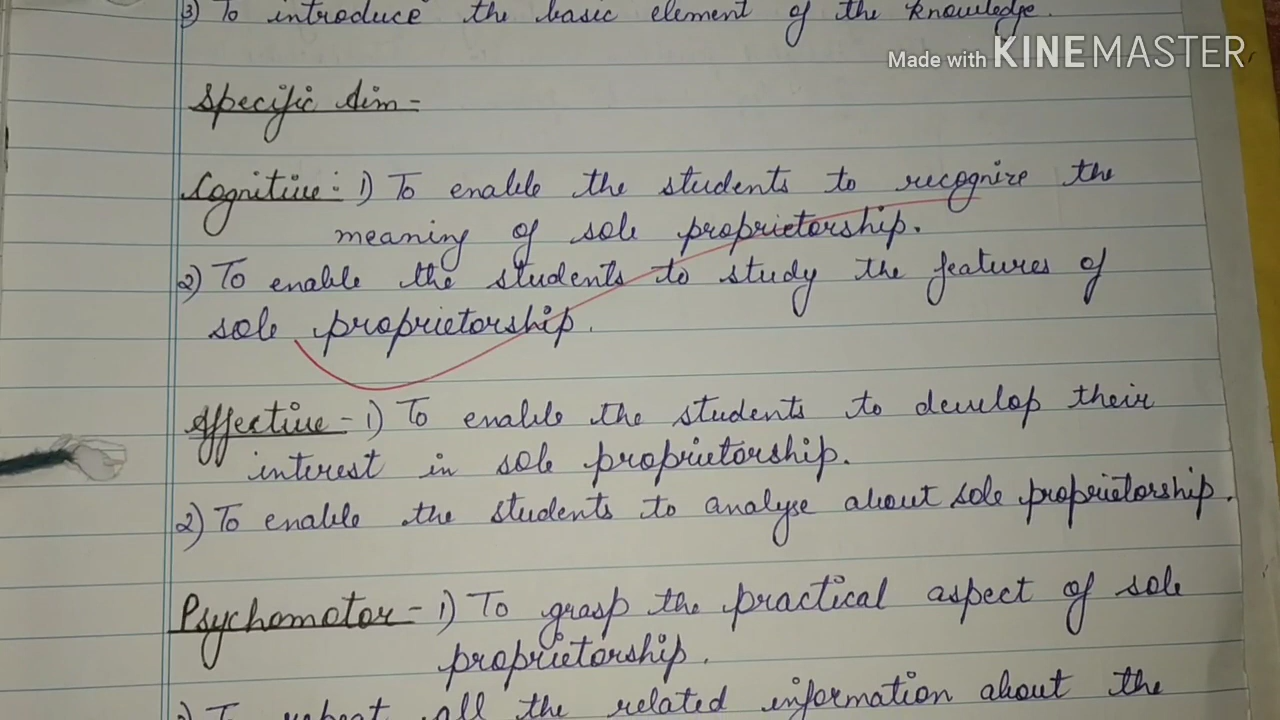 3) To introduce the basic element of the knowledge.
Made with KINEMASTER
Specific Aim -
Cognitive :- 1) To enable the students to recognize the
meaning of sole proprietorship.
2) To enable the students to study the features of
sole proprietorship.
Affective - 1) To enable the students to develop their
interest in sole proprietorship.
2) To enable the students to analyse about sole proprietorship.
Psychomotor - 1) To grasp the practical aspect of sole
proprietorship.
2) To repeat all the related information about the